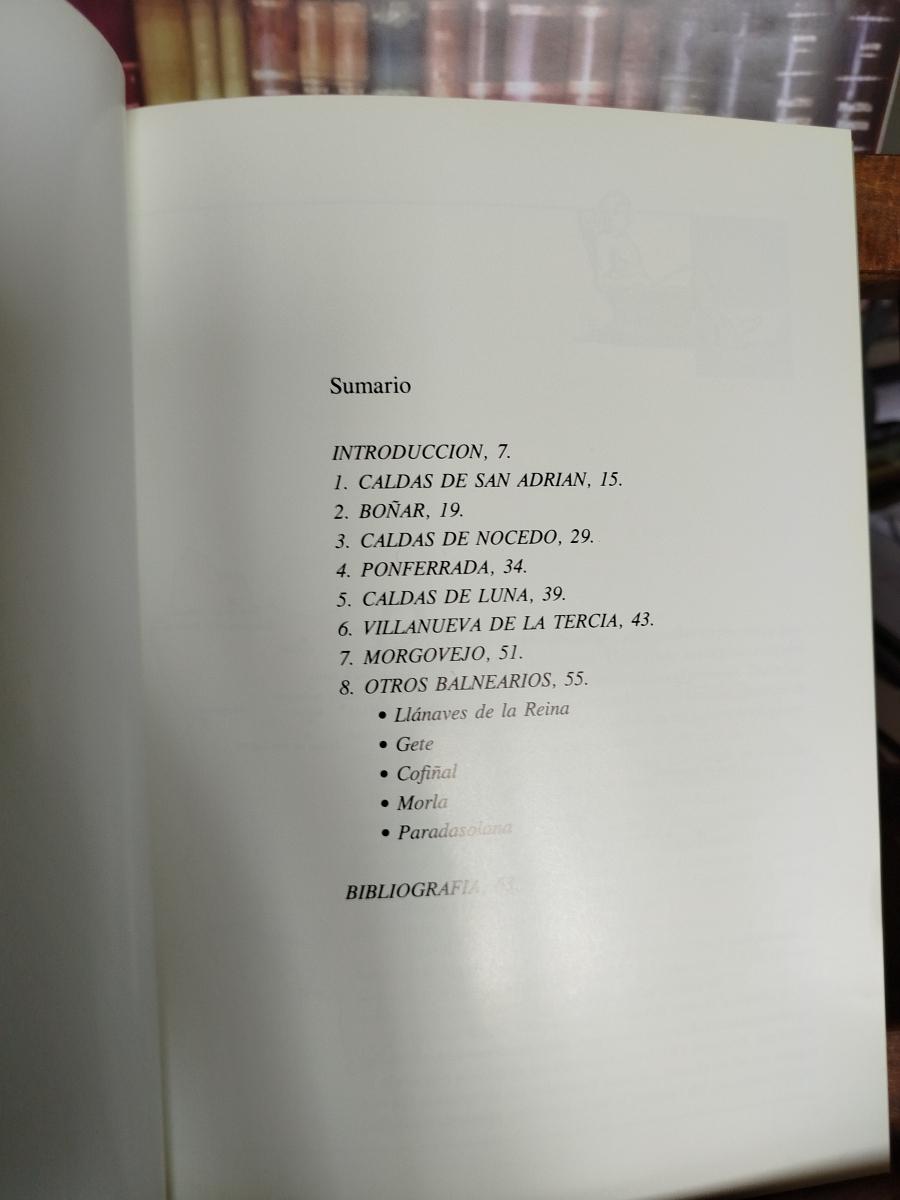 Sumario
INTRODUCCION, 7.
1. CALDAS DE SAN ADRIAN, 15.
2. BOÑAR, 19.
3. CALDAS DE NOCEDO, 29.
4. PONFERRADA, 34.
5. CALDAS DE LUNA, 39.
6. VILLANUEVA DE LA TERCIA, 43.
7. MORGOVEJO, 51.
8. OTROS BALNEARIOS, 55.
• Llánaves de la Reina
• Gete
• Cofiñal
• Morla
• Paradasolana
BIBLIOGRAFIA, 63.